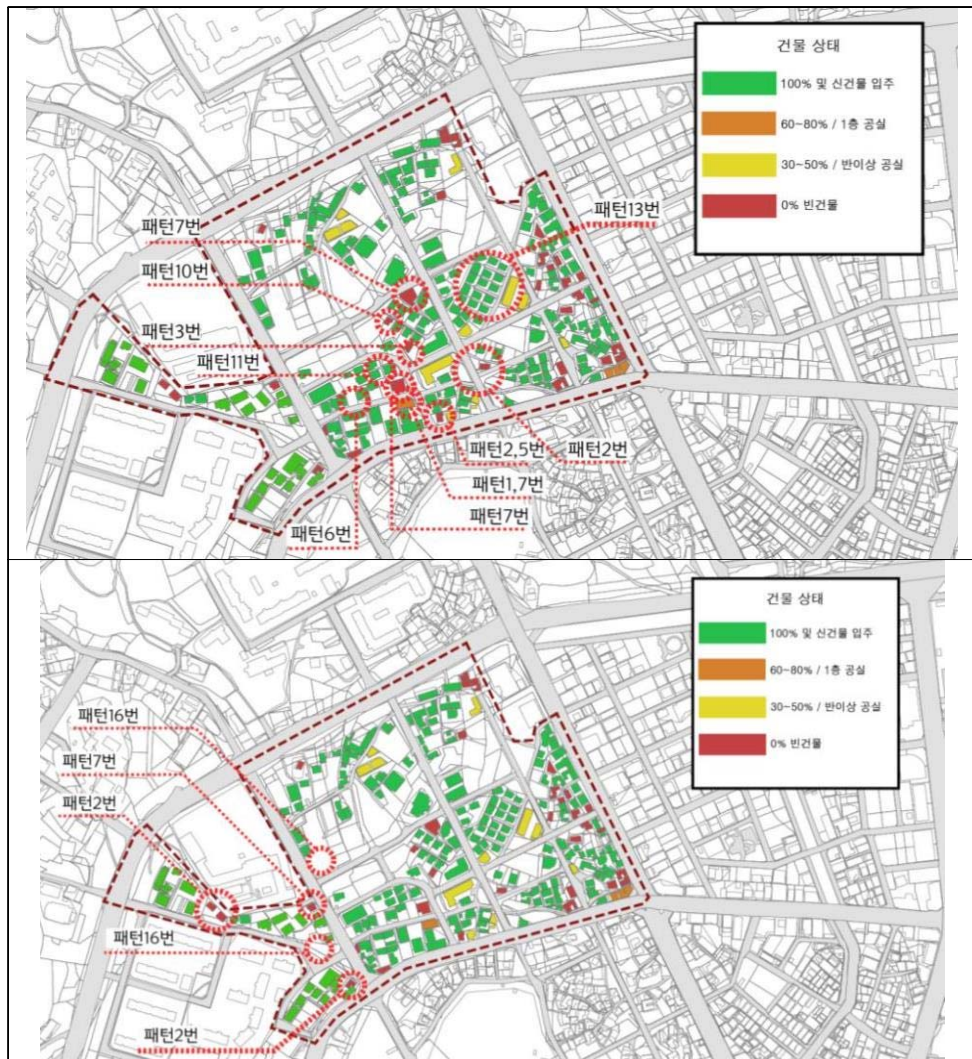 건물 상태
100% 및 신건물 입주
60~80% / 1층 공실
30~50% / 반이상 공실
0% 빈건물
패턴13번
패턴7번
패턴10번
패턴3번
패턴11번
패턴2,5번
패턴2번
패턴1,7번
패턴7번
패턴6번
건물 상태
100% 및 신건물 입주
60~80% / 1층 공실
30~50% / 반이상 공실
0% 빈건물
패턴16번
패턴7번
패턴2번
패턴16번
패턴2번